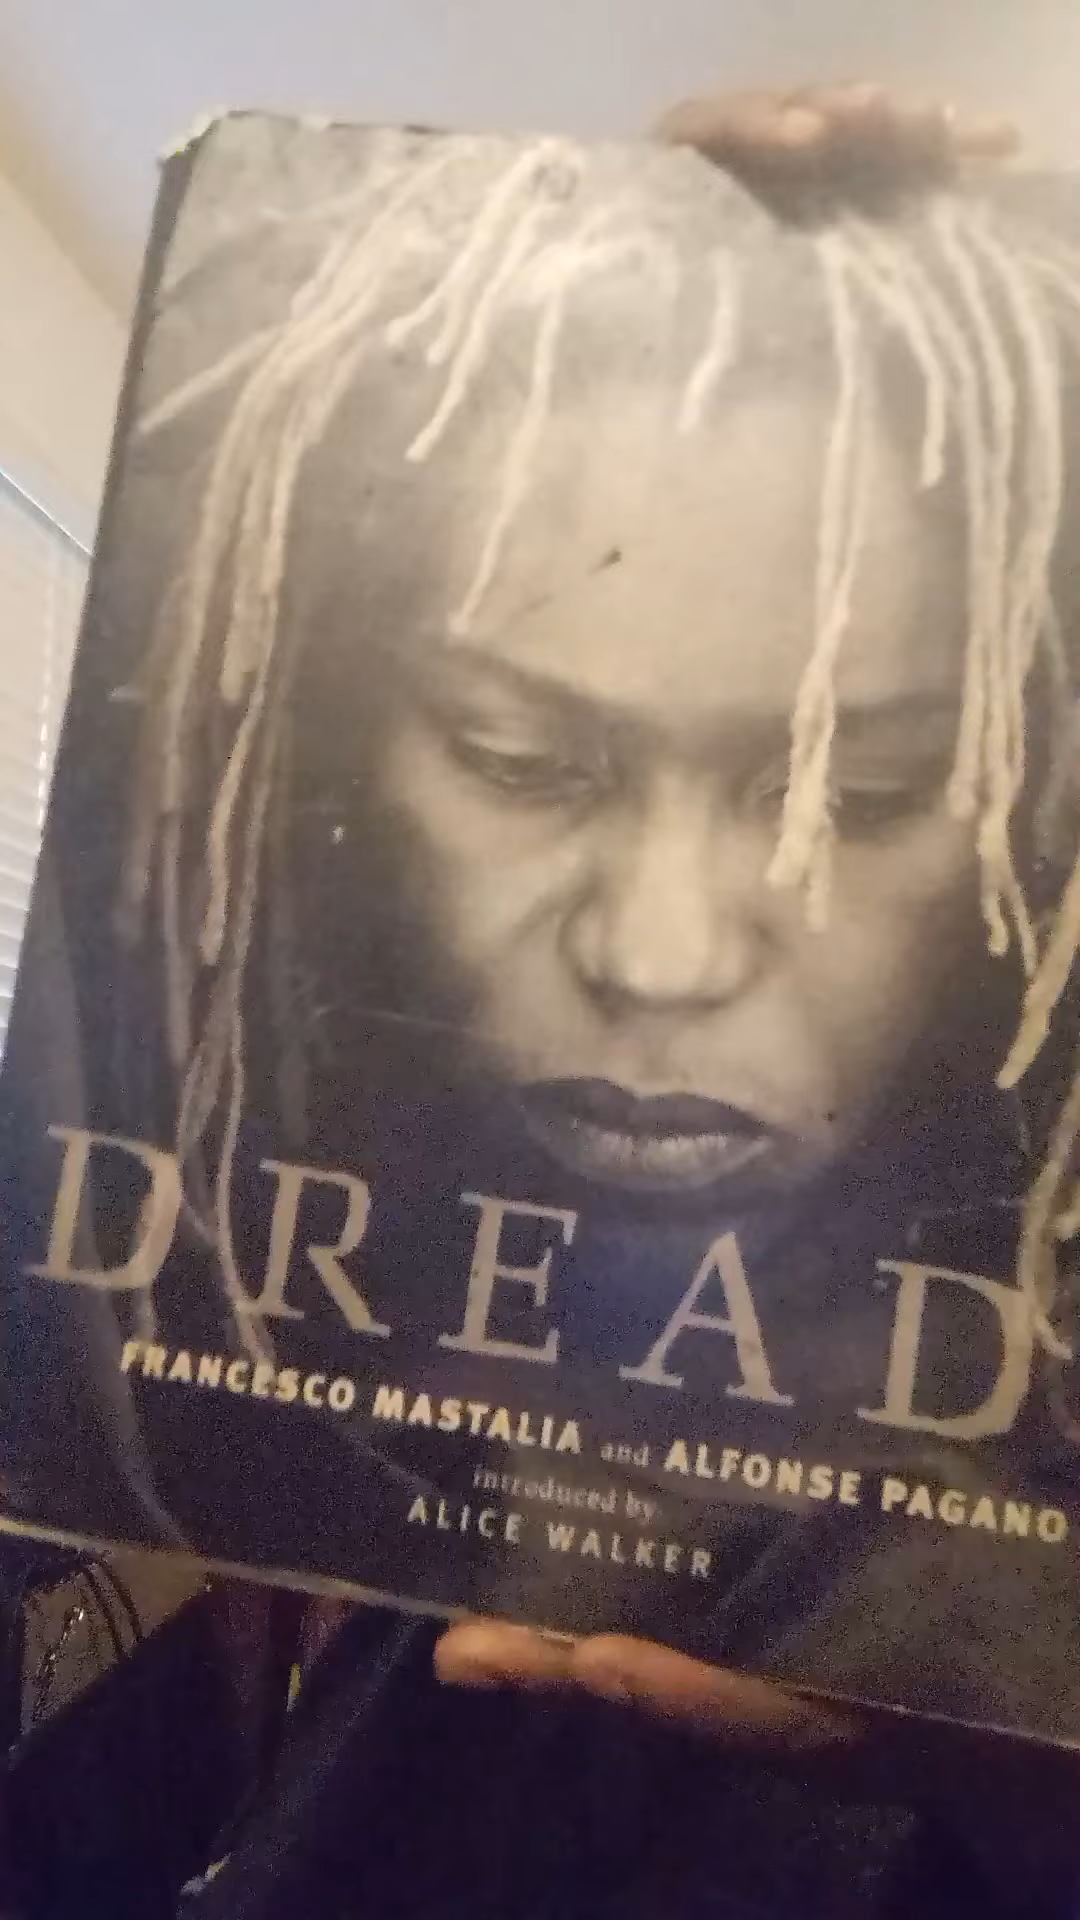 DREAD
FRANCESCO MASTALIA and ALFONSE PAGANO
introduced by
ALICE WALKER